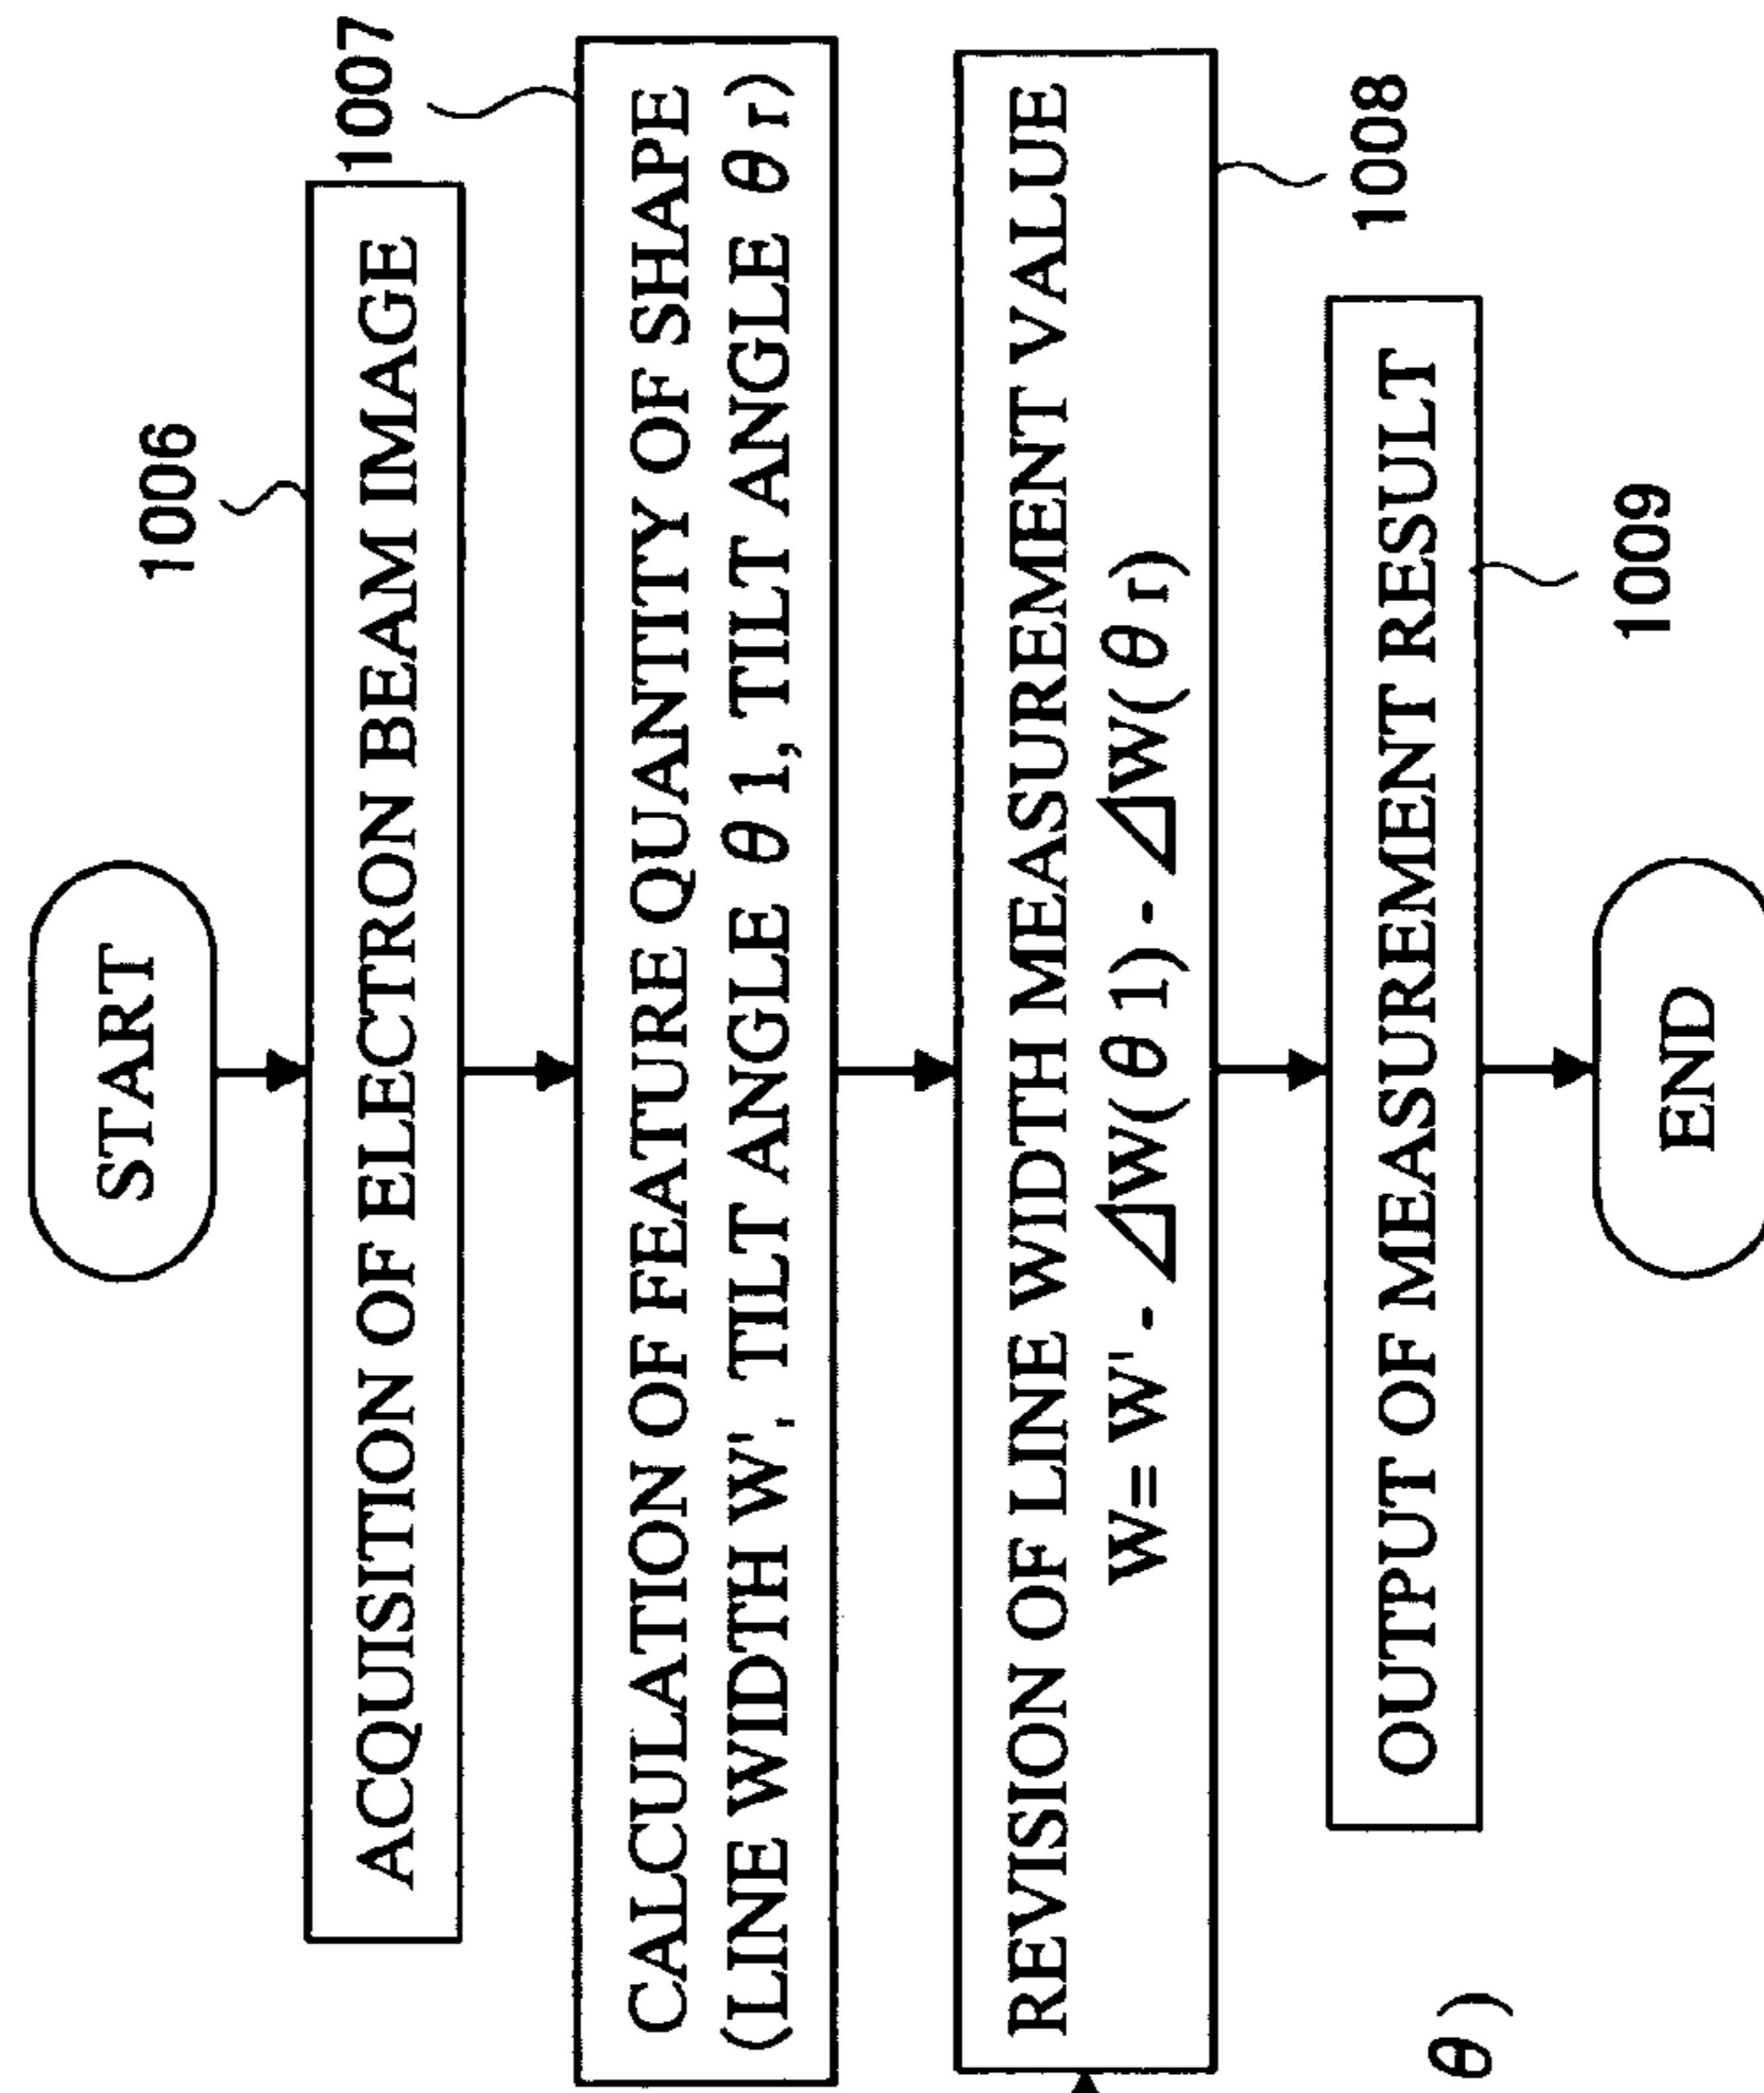 START
1006
ACQUISITION OF ELECTRON BEAM IMAGE
1007
CALCULATION OF FEATURE QUANTITY OF SHAPE
(LINE WIDTH W', TILT ANGLE θ1, TILT ANGLE θr)
REVISION OF LINE WIDTH MEASUREMENT VALUE
W= W'- ΔW(θ1) - ΔW(θr)
1008
OUTPUT OF MEASUREMENT RESULT
1009
END
θ)